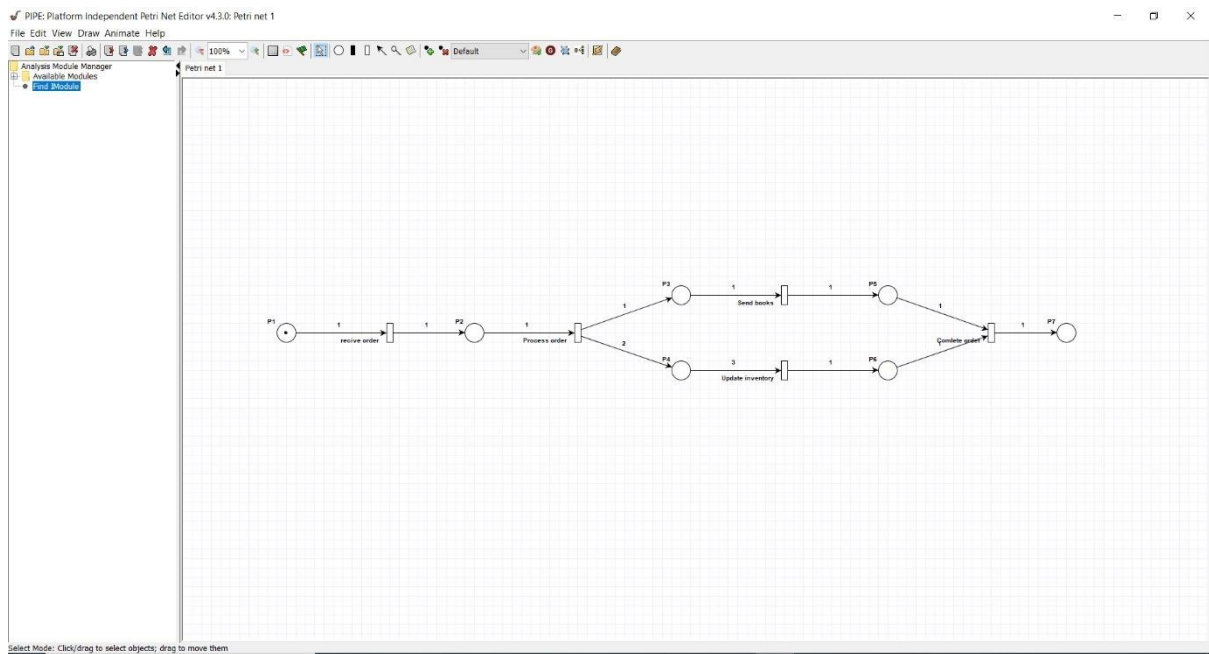 PIPE: Platform Independent Petri Net Editor v4.3.0: Petri net 1
File Edit View Draw Animate Help
100% Default
Analysis Module Manager
Available Modules
Find IModule
Petri net 1
P3 1 1 P5
Send books
1 1
P1 1 1 P2 1 1 P7
recive order Process order Comlete order
2 1
P4 3 1 P6
Update inventory
Select Mode: Click/drag to select objects; drag to move them